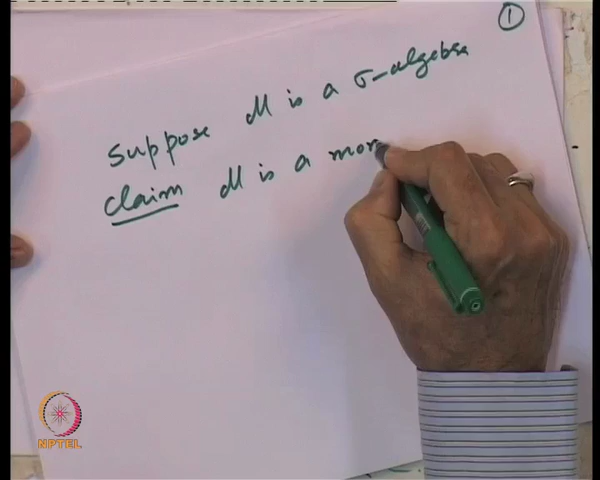 ①
Suppose M is a σ-algebra
Claim M is a mon
NPTEL